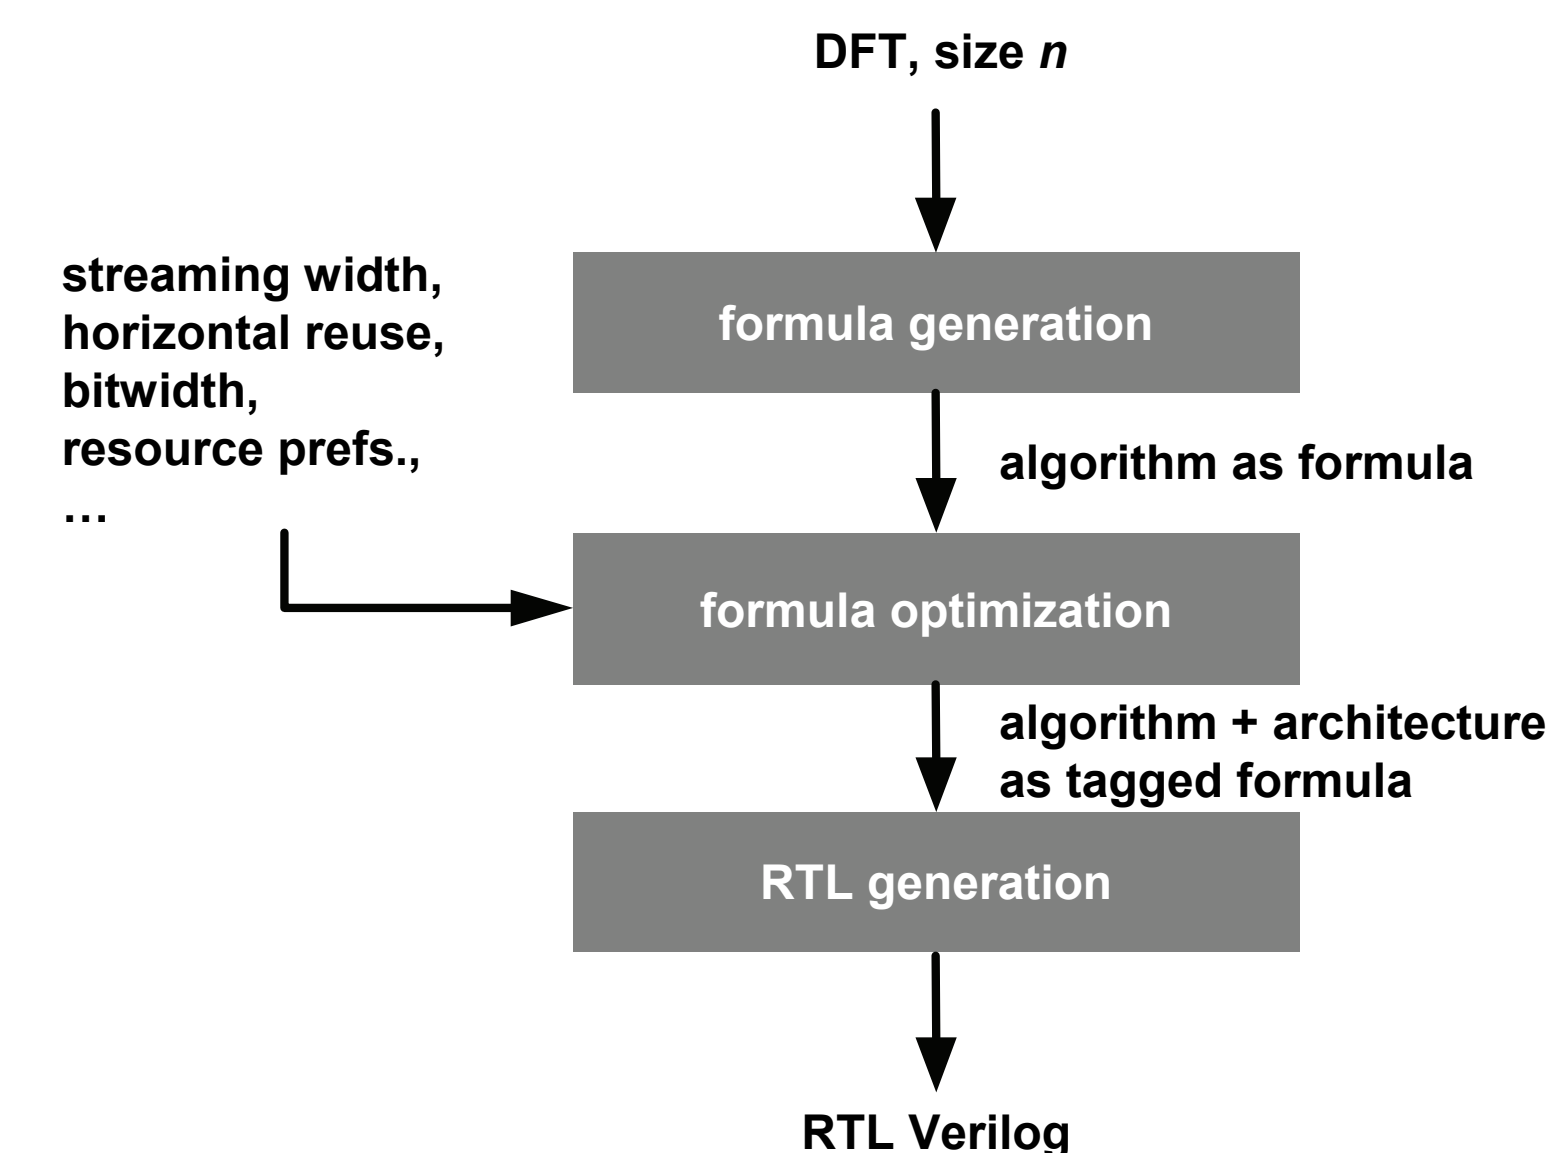 DFT, size n
formula generation
streaming width,
horizontal reuse,
bitwidth,
resource prefs.,
…
algorithm as formula
formula optimization
algorithm + architecture
as tagged formula
RTL generation
RTL Verilog